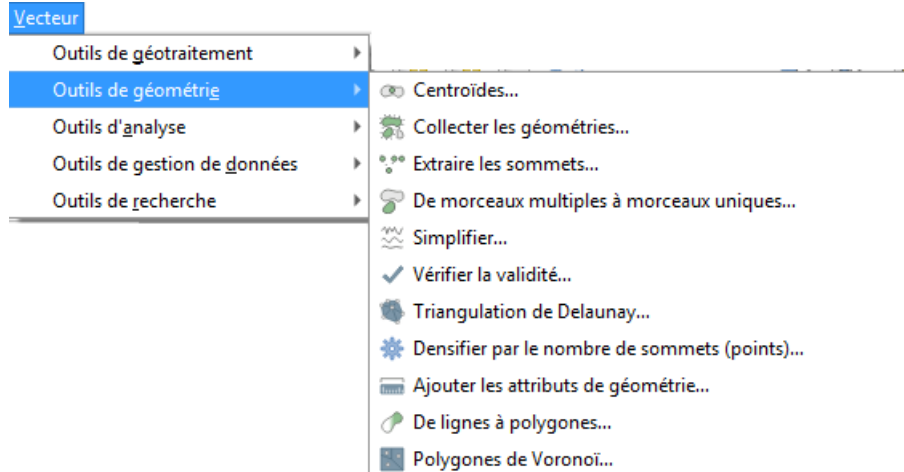 Vecteur
Outils de géotraitement
Outils de géométrie
Outils d'analyse
Outils de gestion de données
Outils de recherche
Centroïdes...
Collecter les géométries...
Extraire les sommets...
De morceaux multiples à morceaux uniques...
Simplifier...
Vérifier la validité...
Triangulation de Delaunay...
Densifier par le nombre de sommets (points)...
Ajouter les attributs de géométrie...
De lignes à polygones...
Polygones de Voronoï...